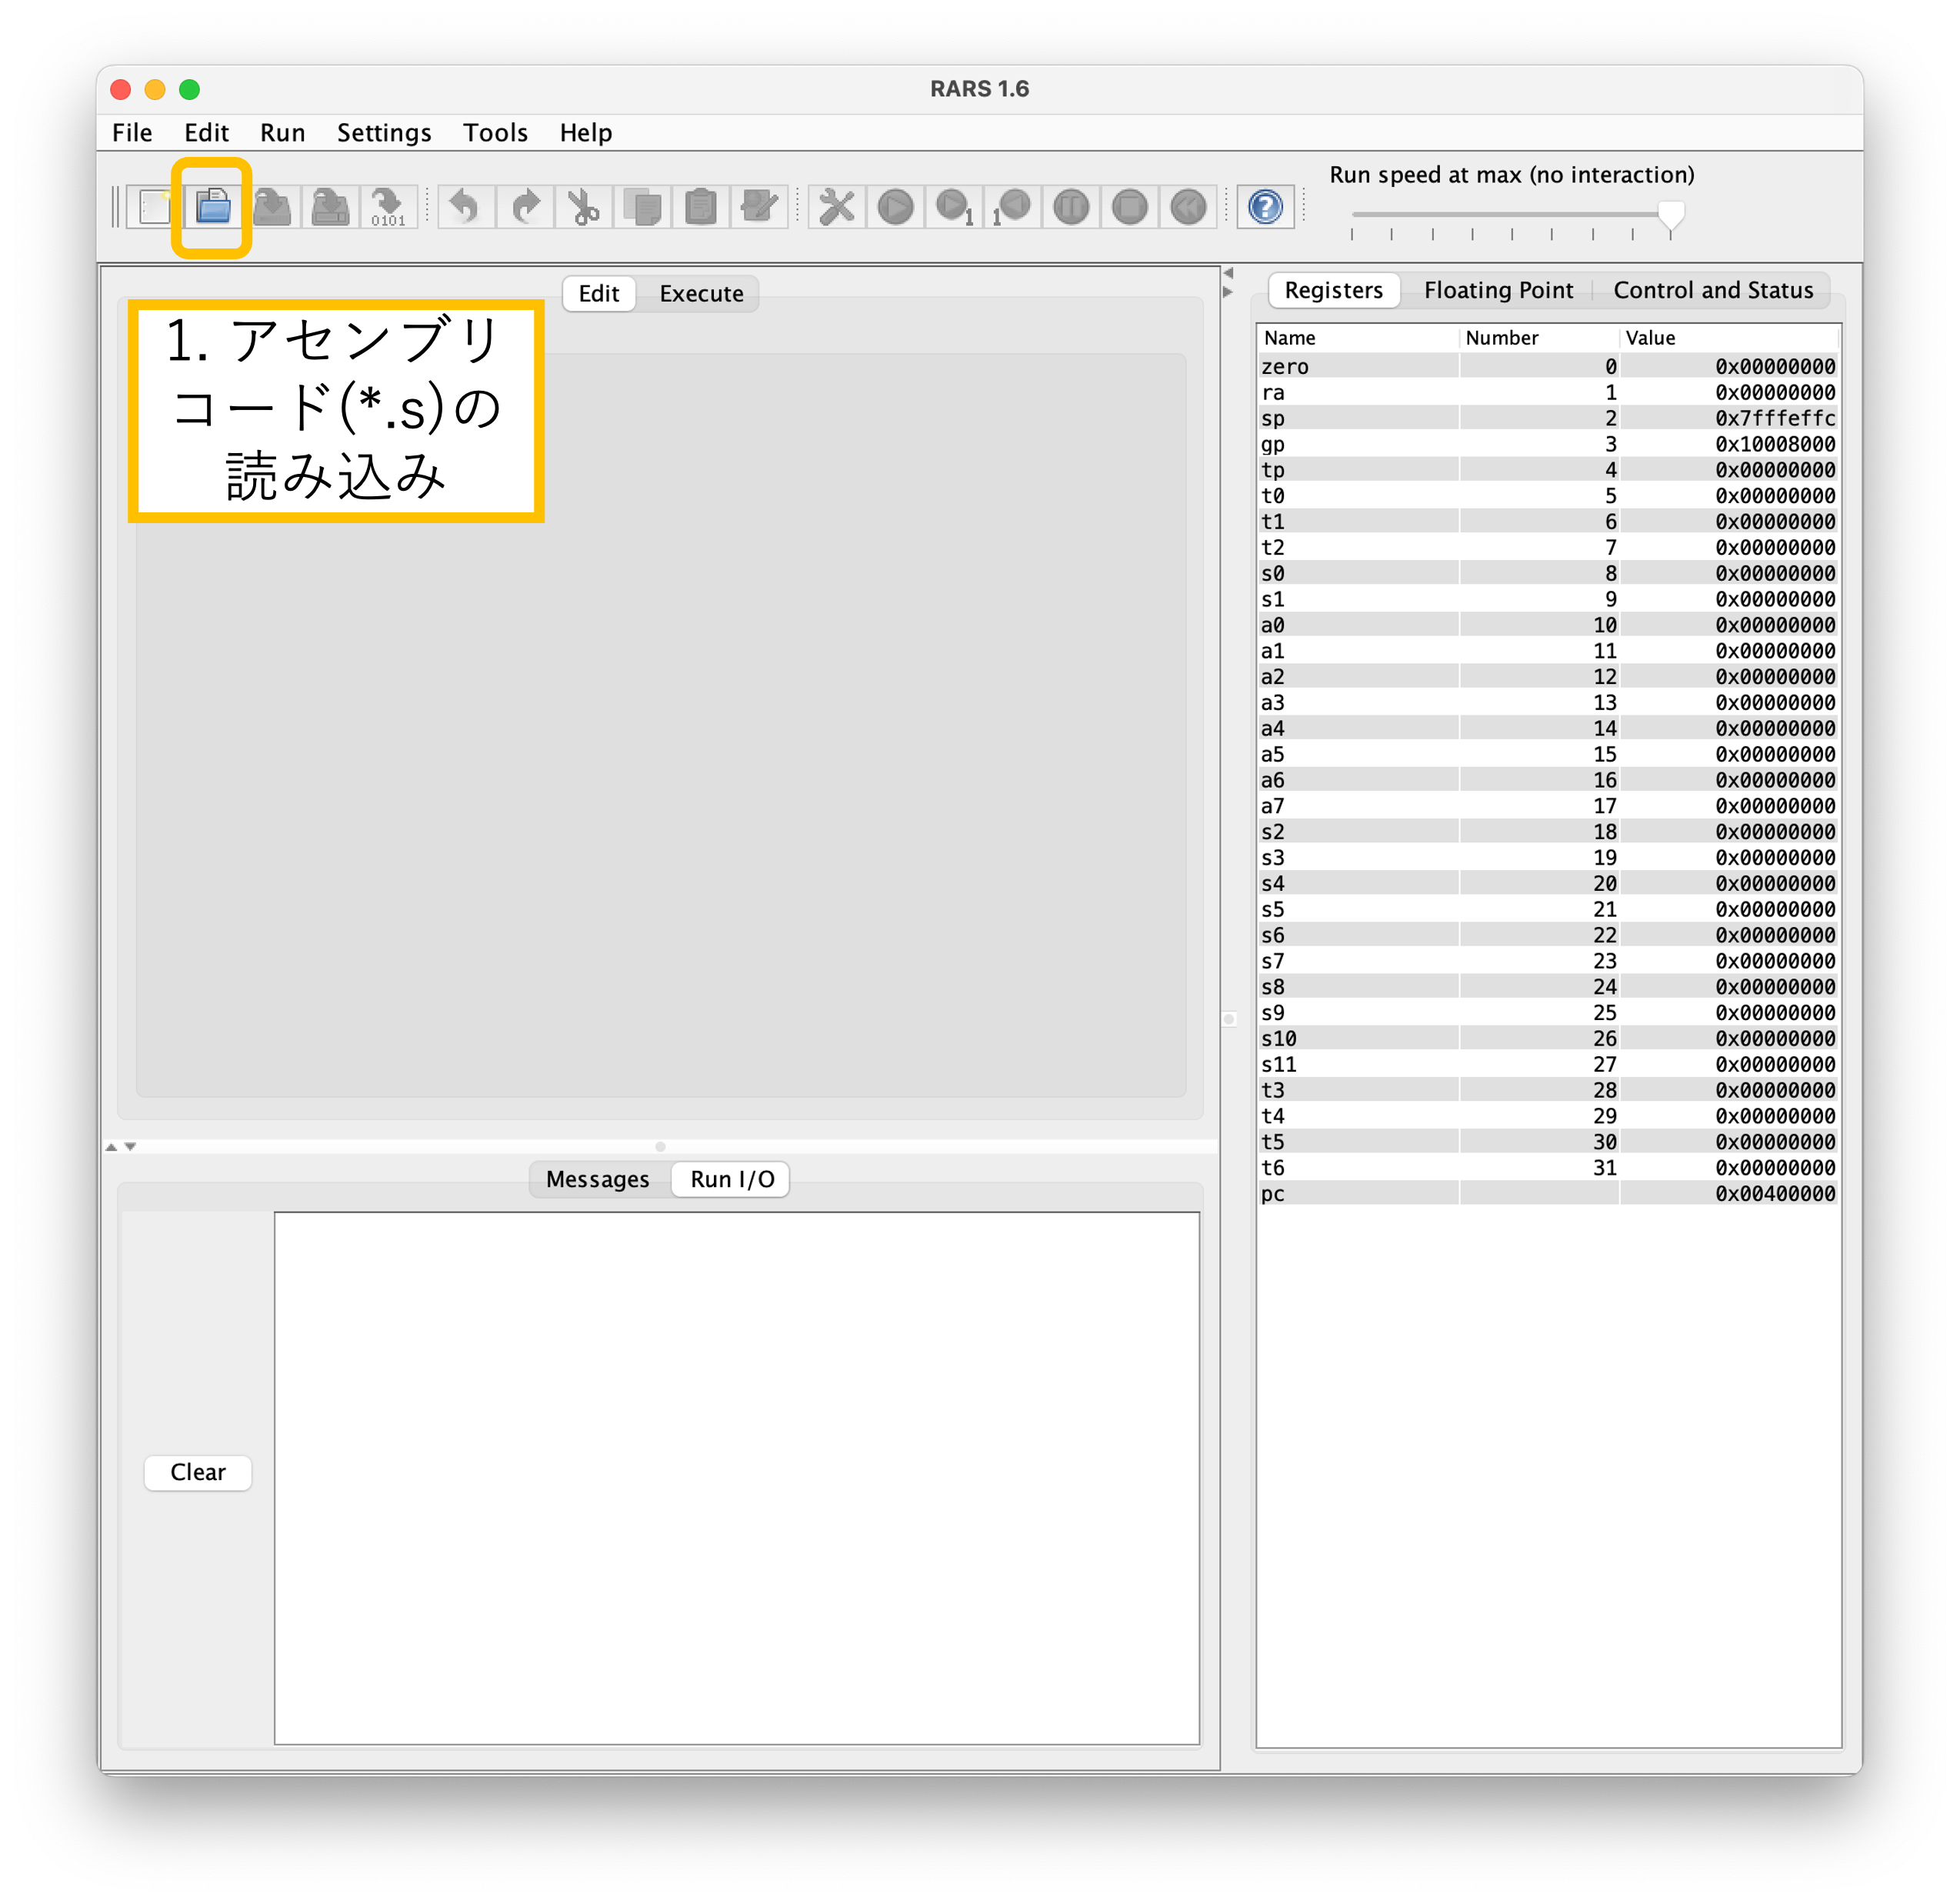 RARS 1.6
File Edit Run Settings Tools Help
Run speed at max (no interaction)
0101
1
1
?
Edit Execute
1. アセンブリ
コード(*.s)の
読み込み
Registers Floating Point Control and Status
Name Number Value
zero 0 0x00000000
ra 1 0x00000000
sp 2 0x7fffeffc
gp 3 0x10008000
tp 4 0x00000000
t0 5 0x00000000
t1 6 0x00000000
t2 7 0x00000000
s0 8 0x00000000
s1 9 0x00000000
a0 10 0x00000000
a1 11 0x00000000
a2 12 0x00000000
a3 13 0x00000000
a4 14 0x00000000
a5 15 0x00000000
a6 16 0x00000000
a7 17 0x00000000
s2 18 0x00000000
s3 19 0x00000000
s4 20 0x00000000
s5 21 0x00000000
s6 22 0x00000000
s7 23 0x00000000
s8 24 0x00000000
s9 25 0x00000000
s10 26 0x00000000
s11 27 0x00000000
t3 28 0x00000000
t4 29 0x00000000
t5 30 0x00000000
t6 31 0x00000000
pc 0x00400000
Messages Run I/O
Clear